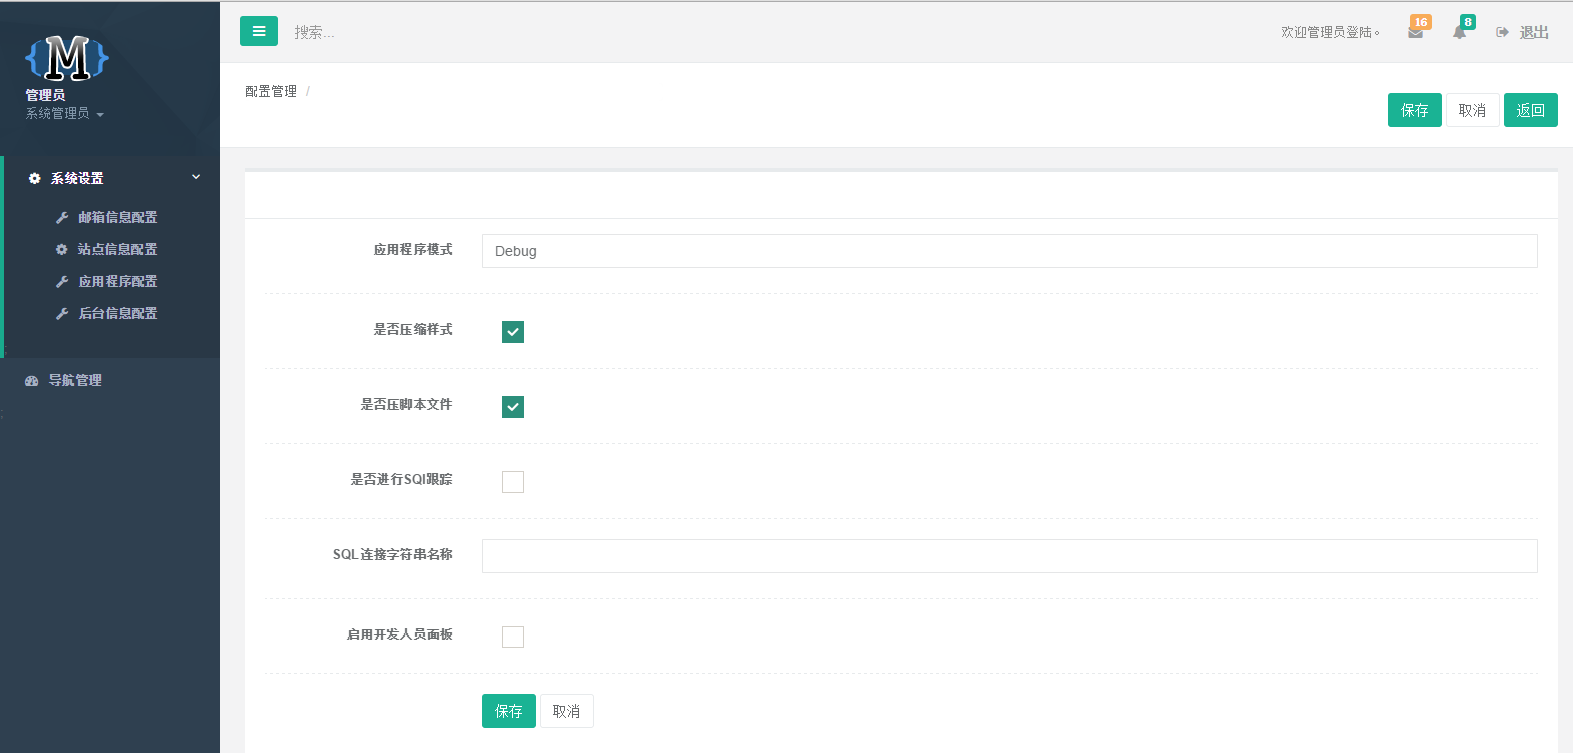 M
管理员
系统管理员
系统设置
邮箱信息配置
站点信息配置
应用程序配置
后台信息配置
;
导航管理
;
搜索...
欢迎管理员登陆。
16
8
退出
配置管理 /
保存 取消 返回
应用程序模式 Debug
是否压缩样式
是否压脚本文件
是否进行SQl跟踪
SQL连接字符串名称
启用开发人员面板
保存 取消